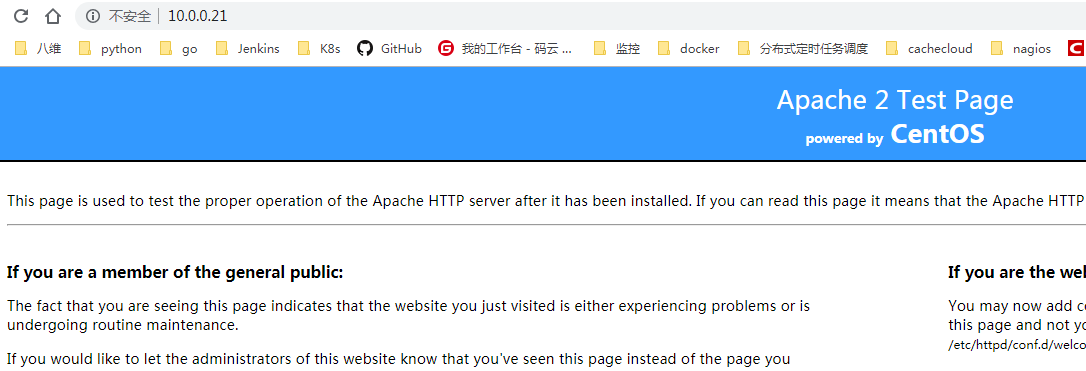 不安全 | 10.0.0.21
八维 python go Jenkins K8s GitHub 我的工作台 - 码云 ... 监控 docker 分布式定时任务调度 cachecloud nagios
Apache 2 Test Page
powered by CentOS
This page is used to test the proper operation of the Apache HTTP server after it has been installed. If you can read this page it means that the Apache HTTP
If you are a member of the general public:
The fact that you are seeing this page indicates that the website you just visited is either experiencing problems or is
undergoing routine maintenance.
If you would like to let the administrators of this website know that you've seen this page instead of the page you
If you are the wel
You may now add c
this page and not yo
/etc/httpd/conf.d/welco